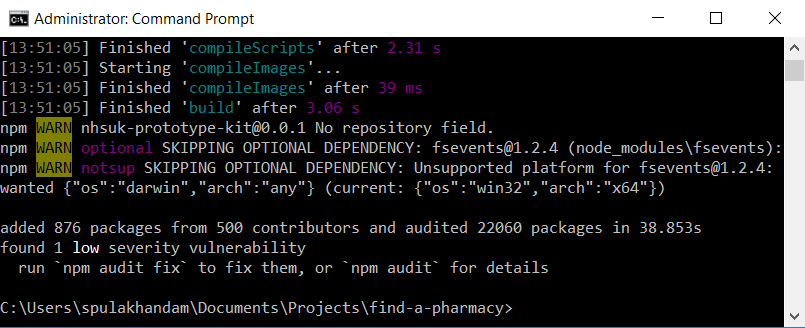 Administrator: Command Prompt
[13:51:05] Finished 'compileScripts' after 2.31 s
[13:51:05] Starting 'compileImages'...
[13:51:05] Finished 'compileImages' after 39 ms
[13:51:05] Finished 'build' after 3.06 s
npm WARN nhsuk-prototype-kit@0.0.1 No repository field.
npm WARN optional SKIPPING OPTIONAL DEPENDENCY: fsevents@1.2.4 (node_modules\fsevents):
npm WARN notsup SKIPPING OPTIONAL DEPENDENCY: Unsupported platform for fsevents@1.2.4:
wanted {"os":"darwin","arch":"any"} (current: {"os":"win32","arch":"x64"})
added 876 packages from 500 contributors and audited 22060 packages in 38.853s
found 1 low severity vulnerability
  run `npm audit fix` to fix them, or `npm audit` for details
C:\Users\spulakhandam\Documents\Projects\find-a-pharmacy>